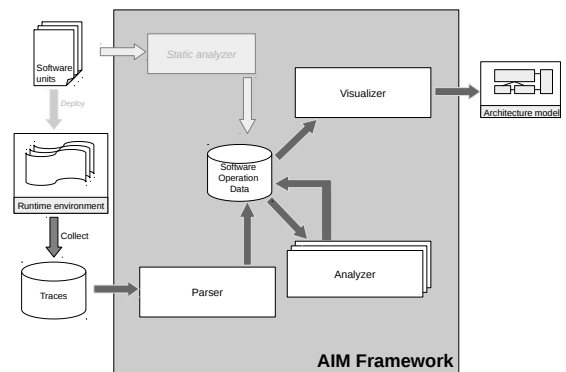 Software
units
Static analyzer
Visualizer
Architecture model
Deploy
Software
Operation
Data
Runtime environment
Collect
Traces
Parser
Analyzer
AIM Framework